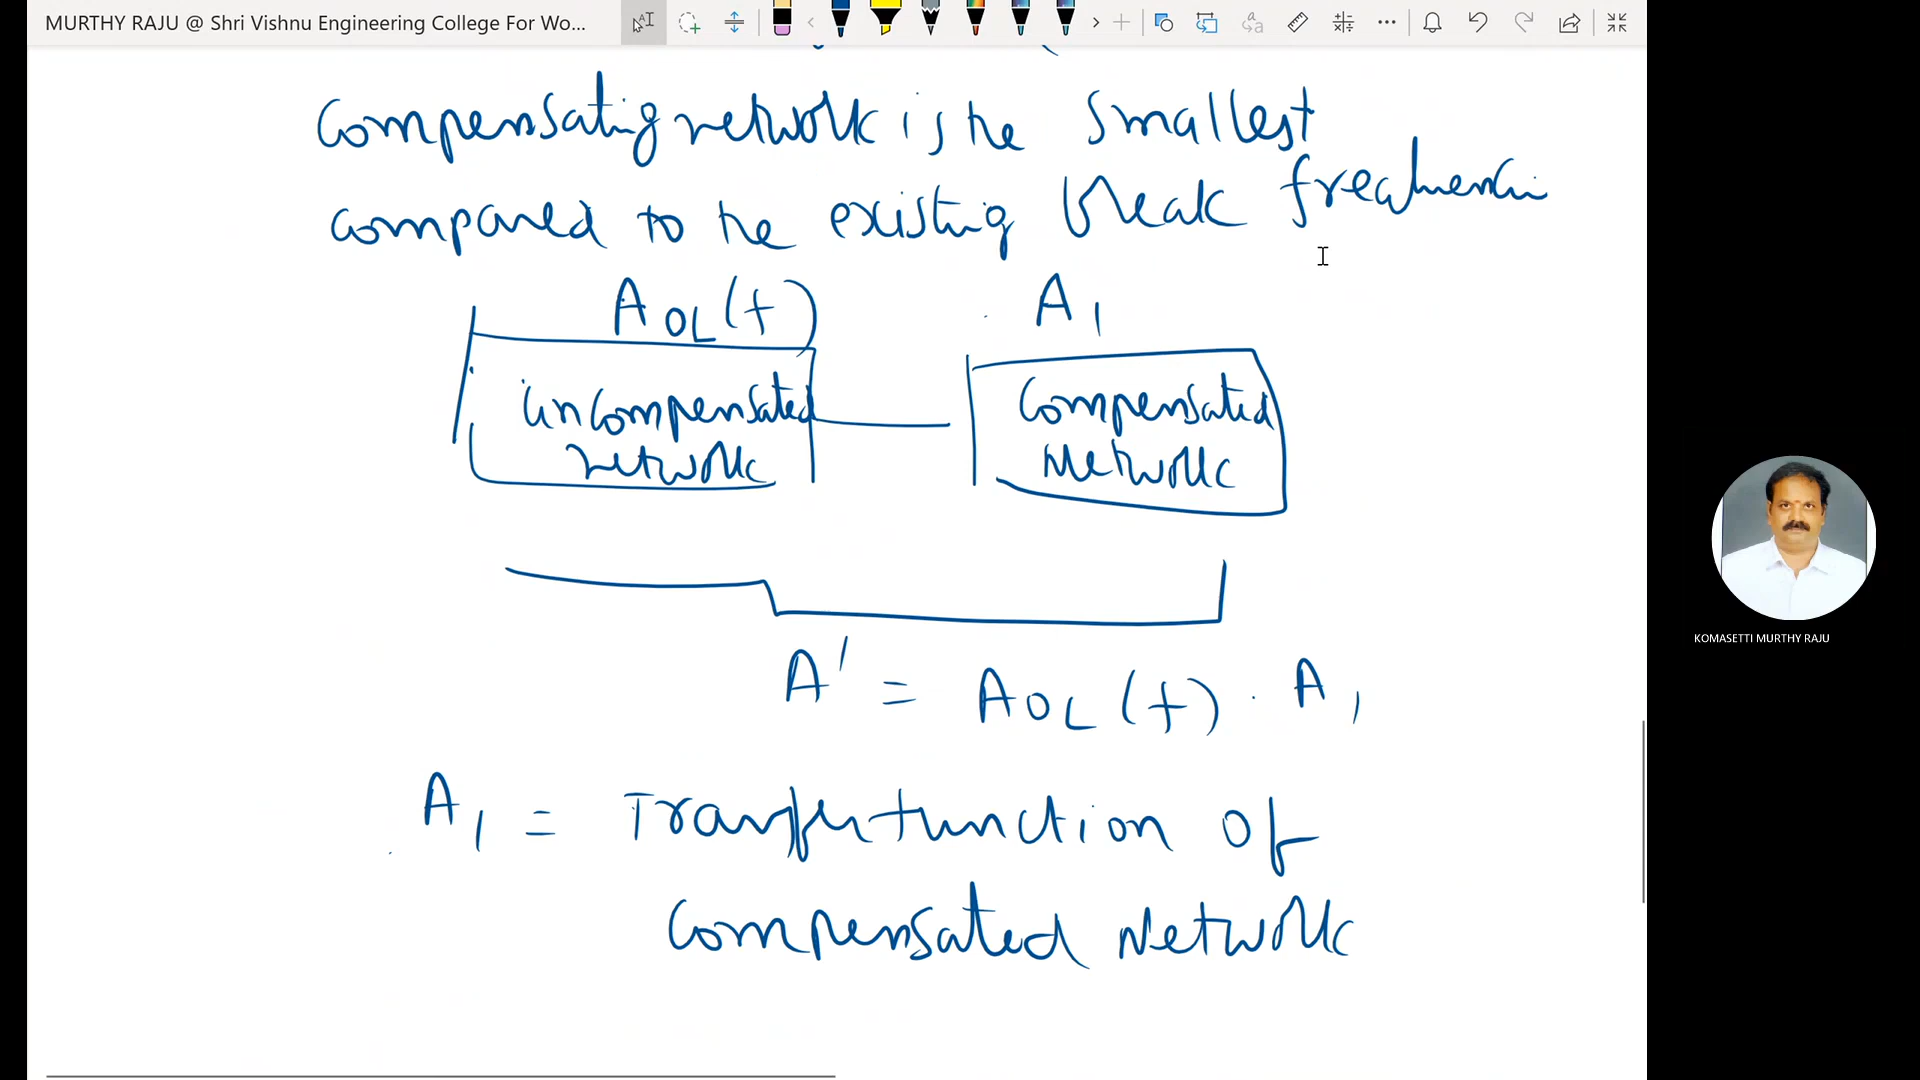 MURTHY RAJU @ Shri Vishnu Engineering College For Wo...
Compensating network is the smallest
compared to the existing break
AOL(f) A1
Uncompensated Compensated
network Network
A' = AOL(f) . A1
A1 = Transfer function of
Compensated Network
KOMASETTI MURTHY RAJU